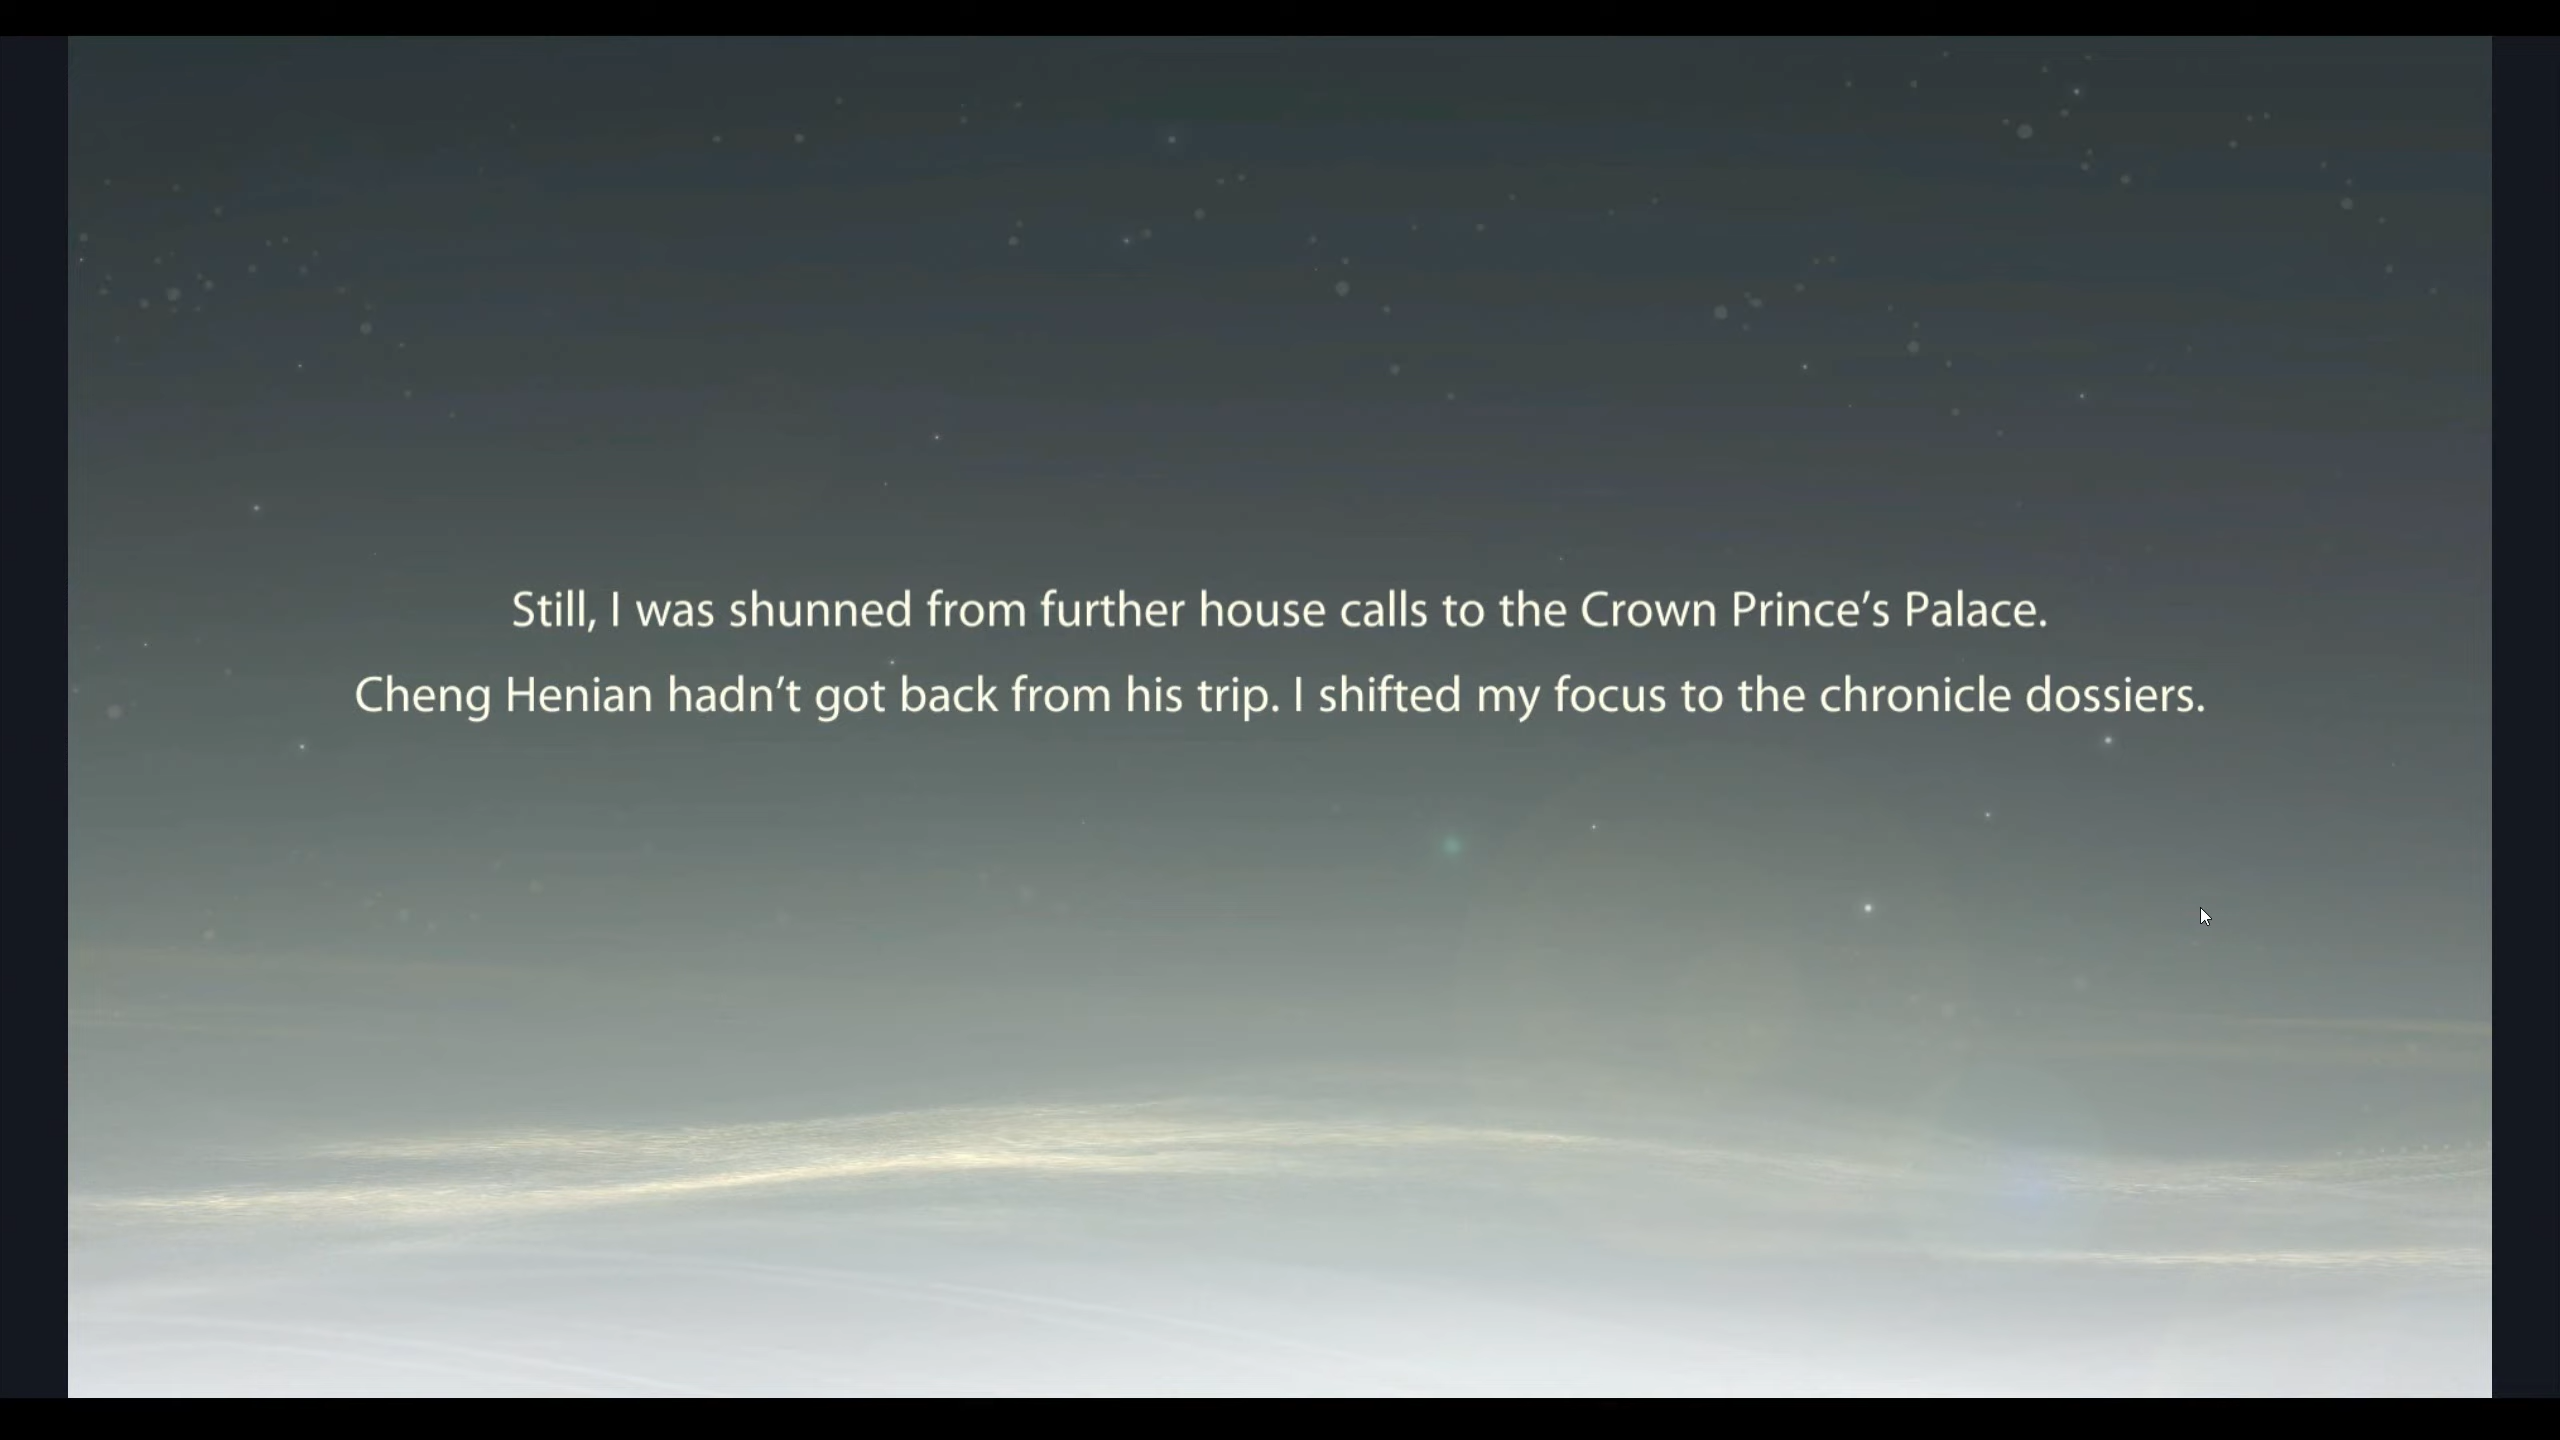 Still, I was shunned from further house calls to the Crown Prince’s Palace.
Cheng Henian hadn’t got back from his trip. I shifted my focus to the chronicle dossiers.